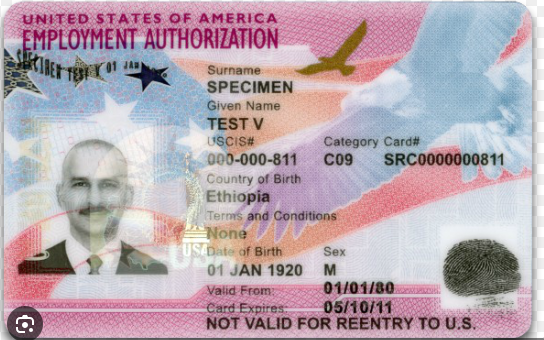 UNITED STATES OF AMERICA
EMPLOYMENT AUTHORIZATION
SPECIMEN TEST V 01 JAN
Surname
SPECIMEN
Given Name
TEST V
USCIS# Category Card#
000-000-811 C09 SRC0000000811
Country of Birth
Ethiopia
Terms and Conditions
None
Date of Birth Sex
01 JAN 1920 M
Valid From: 01/01/80
Card Expires: 05/10/11
NOT VALID FOR REENTRY TO U.S.
USA